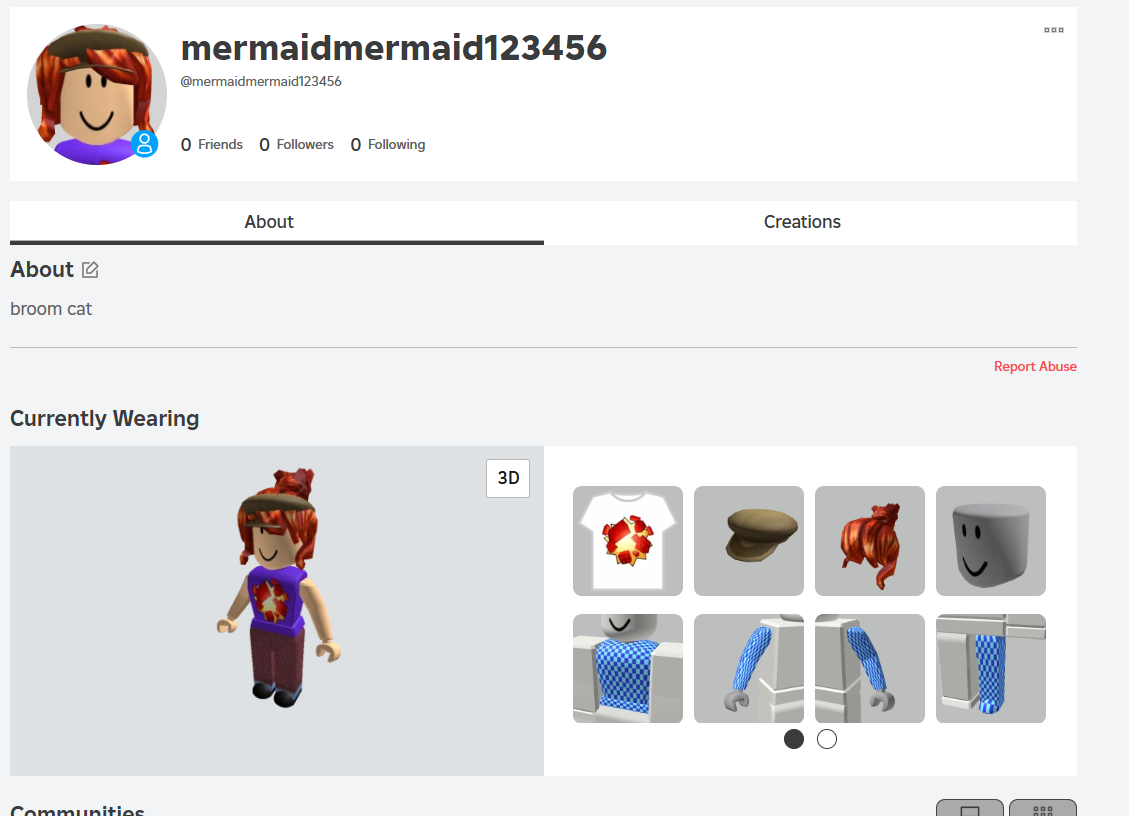 mermaidmermaid123456
@mermaidmermaid123456
0 Friends 0 Followers 0 Following
About Creations
About
broom cat
Report Abuse
Currently Wearing
3D
Communities